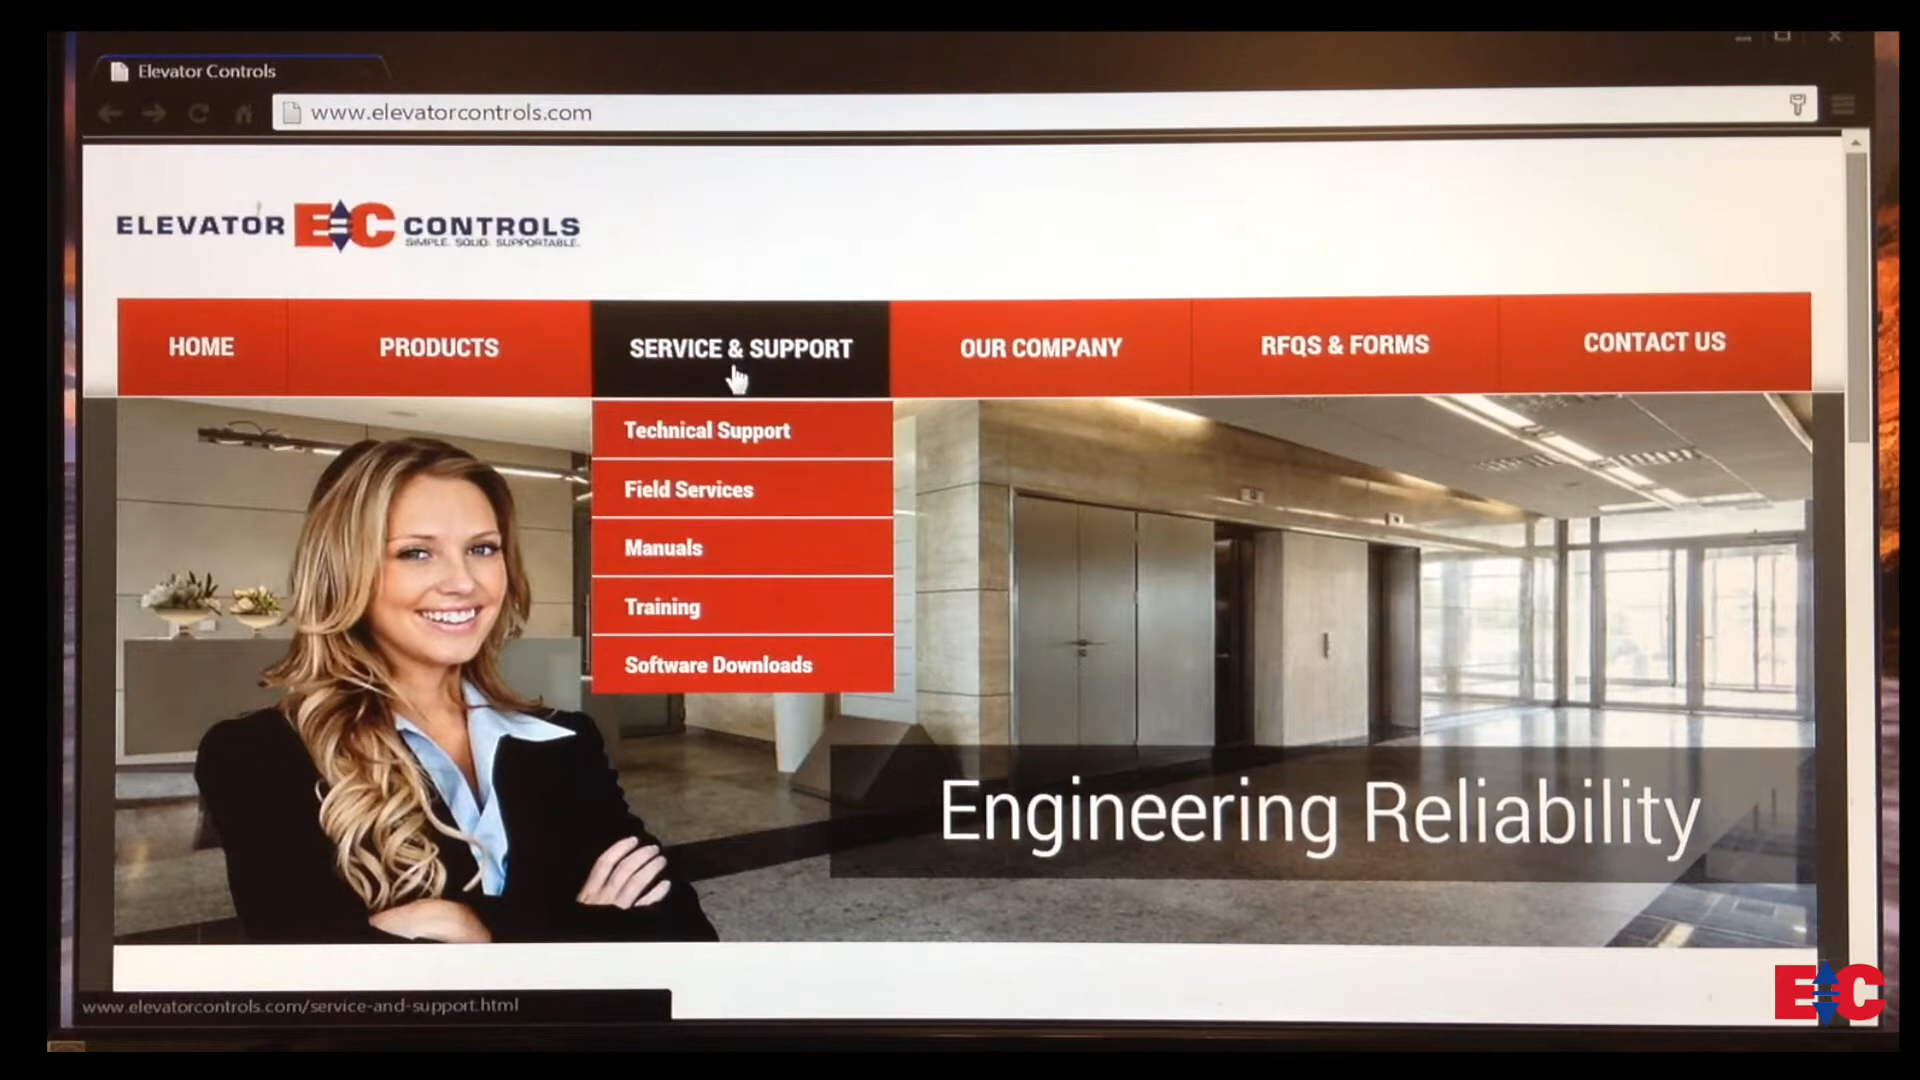 Elevator Controls
www.elevatorcontrols.com
ELEVATOR EC CONTROLS
SIMPLE. SOLID. SUPPORTABLE.
HOME PRODUCTS SERVICE & SUPPORT OUR COMPANY RFQS & FORMS CONTACT US
Technical Support
Field Services
Manuals
Training
Software Downloads
Engineering Reliability
www.elevatorcontrols.com/service-and-support.html
EC